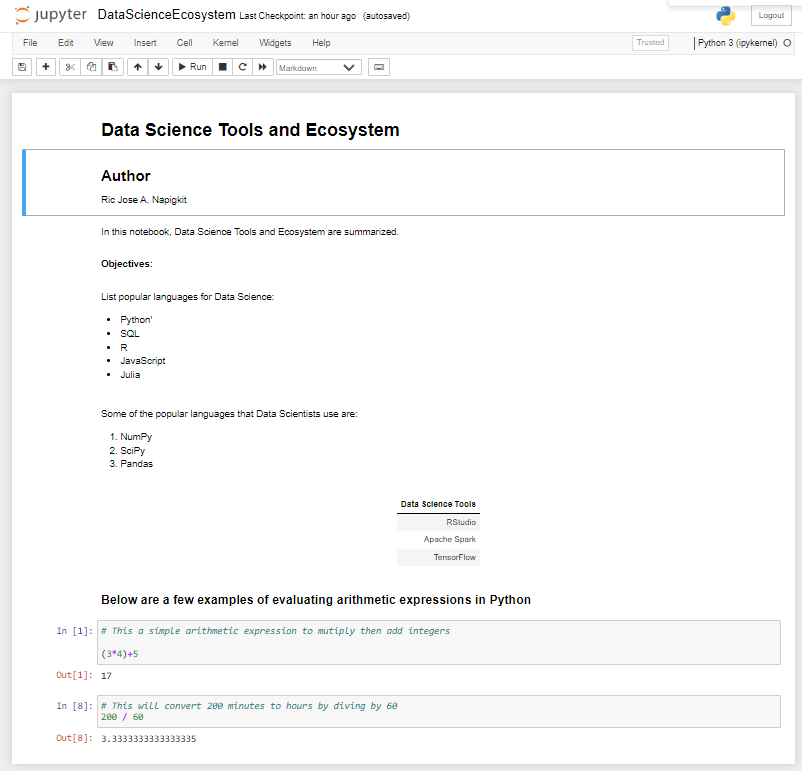 jupyter DataScienceEcosystem Last Checkpoint: an hour ago (autosaved) Logout
File Edit View Insert Cell Kernel Widgets Help Trusted Python 3 (ipykernel)
Run Markdown
Data Science Tools and Ecosystem
Author
Ric Jose A. Napigkit
In this notebook, Data Science Tools and Ecosystem are summarized.
Objectives:
List popular languages for Data Science:
• Python'
• SQL
• R
• JavaScript
• Julia
Some of the popular languages that Data Scientists use are:
1. NumPy
2. SciPy
3. Pandas
Data Science Tools
RStudio
Apache Spark
TensorFlow
Below are a few examples of evaluating arithmetic expressions in Python
In [1]: # This a simple arithmetic expression to mutiply then add integers
(3*4)+5
Out[1]: 17
In [8]: # This will convert 200 minutes to hours by diving by 60
200 / 60
Out[8]: 3.3333333333333335